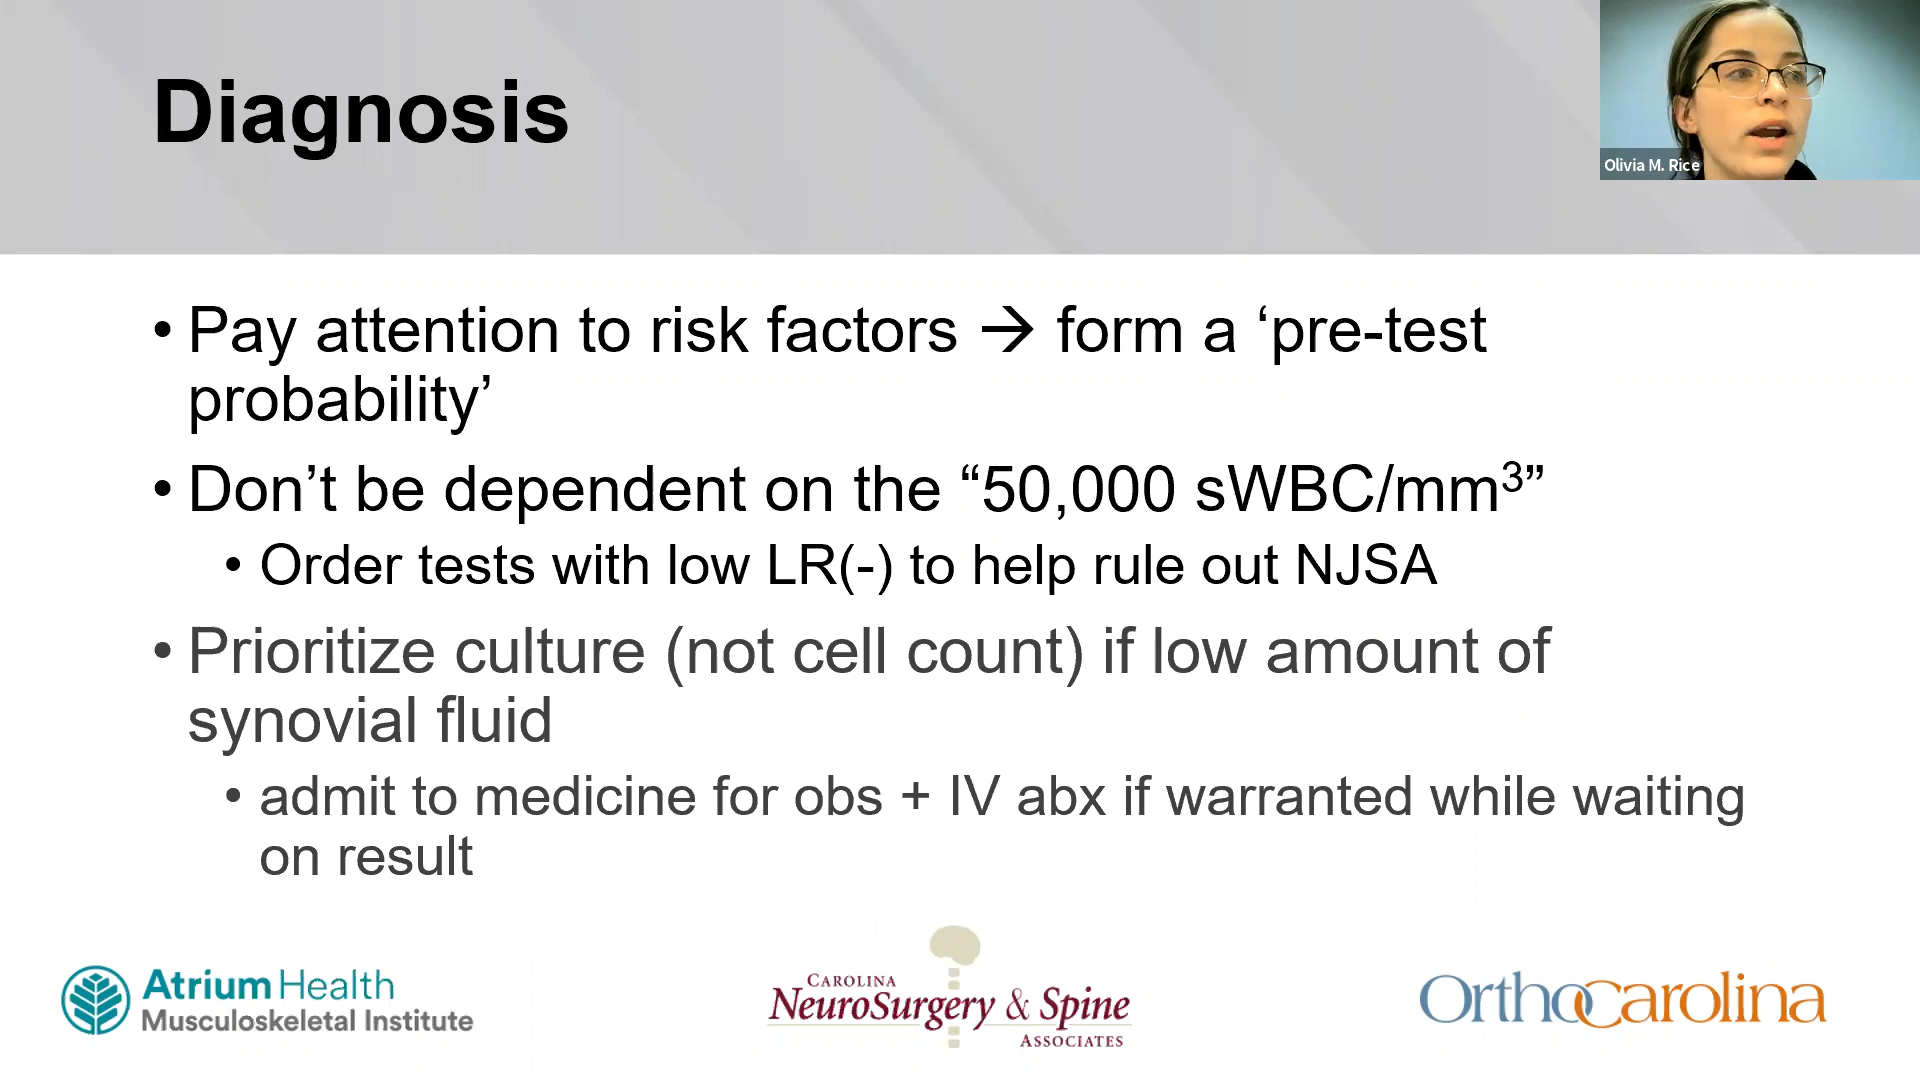 Diagnosis
Olivia M. Rice
• Pay attention to risk factors → form a ‘pre-test
probability’
• Don’t be dependent on the “50,000 sWBC/mm³”
• Order tests with low LR(-) to help rule out NJSA
• Prioritize culture (not cell count) if low amount of
synovial fluid
• admit to medicine for obs + IV abx if warranted while waiting
on result
Atrium Health
Musculoskeletal Institute
CAROLINA
NEUROSURGERY & SPINE
ASSOCIATES
OrthoCarolina